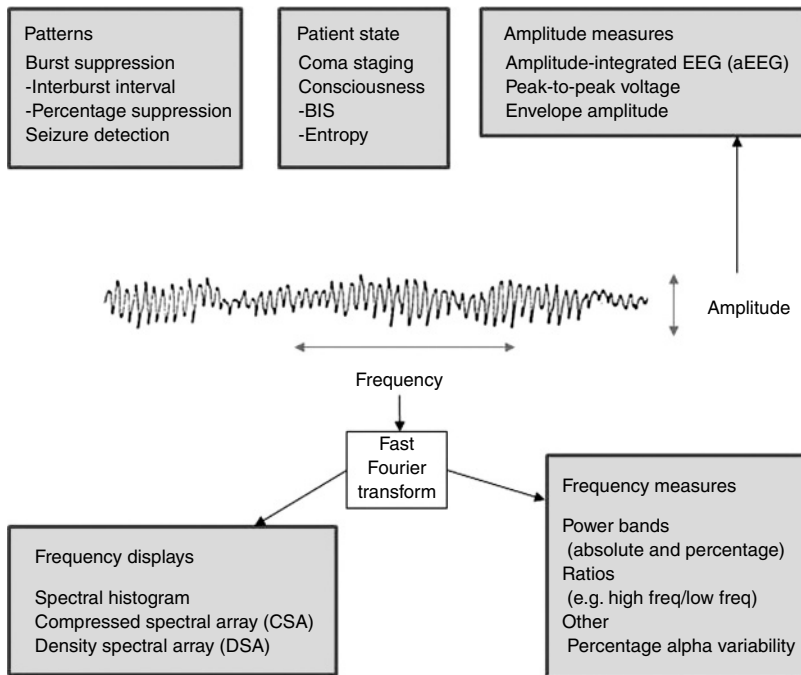 Patterns
Burst suppression
-Interburst interval
-Percentage suppression
Seizure detection
Patient state
Coma staging
Consciousness
-BIS
-Entropy
Amplitude measures
Amplitude-integrated EEG (aEEG)
Peak-to-peak voltage
Envelope amplitude
Amplitude
Frequency
Fast
Fourier
transform
Frequency displays
Spectral histogram
Compressed spectral array (CSA)
Density spectral array (DSA)
Frequency measures
Power bands
(absolute and percentage)
Ratios
(e.g. high freq/low freq)
Other
Percentage alpha variability